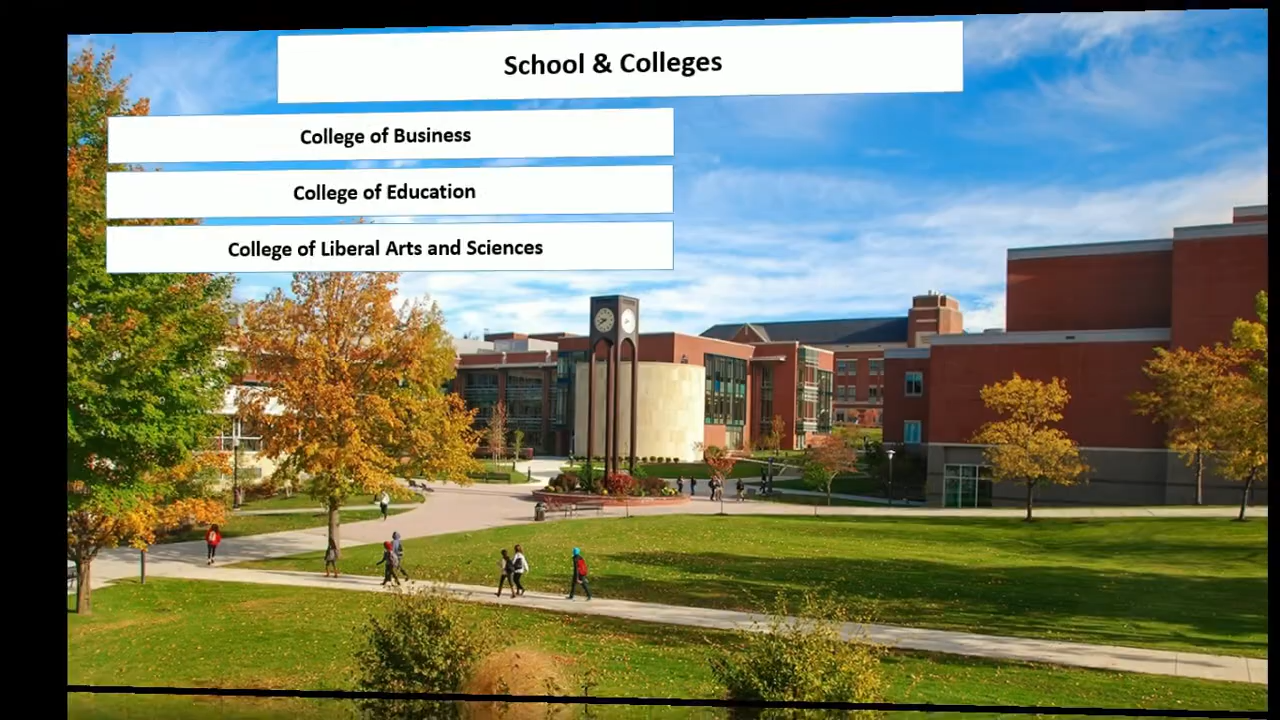 School & Colleges
College of Business
College of Education
College of Liberal Arts and Sciences